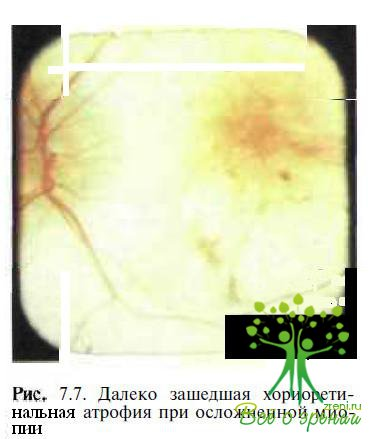 Рис. 7.7. Далеко зашедшая хориорети-
нальная атрофия при осложненной мио-
пии
zreni.ru
Всё о зрении